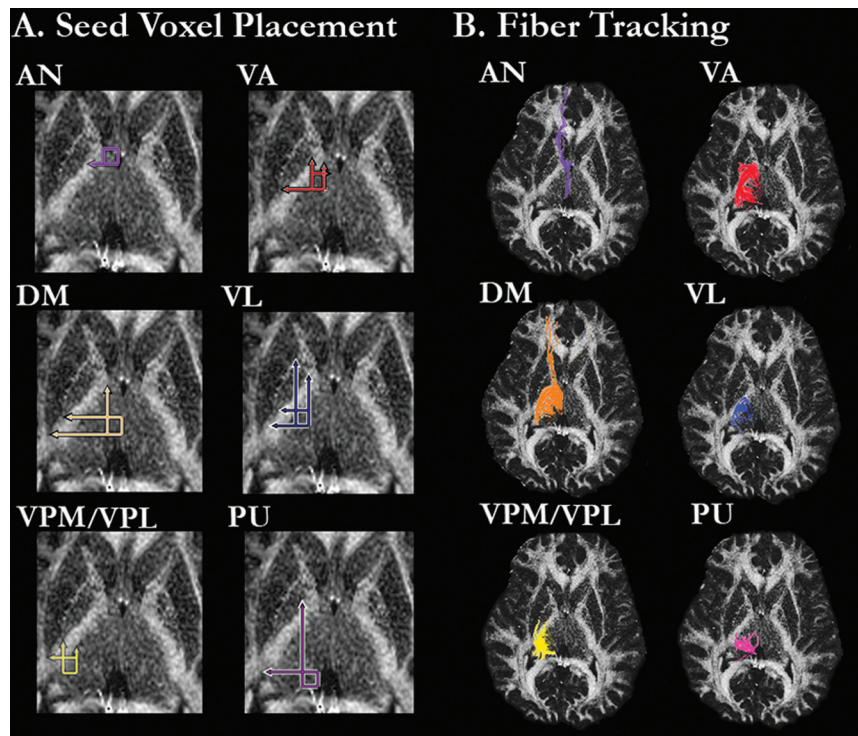 A. Seed Voxel Placement
AN VA
DM VL
VPM/VPL PU
B. Fiber Tracking
AN VA
DM VL
VPM/VPL PU